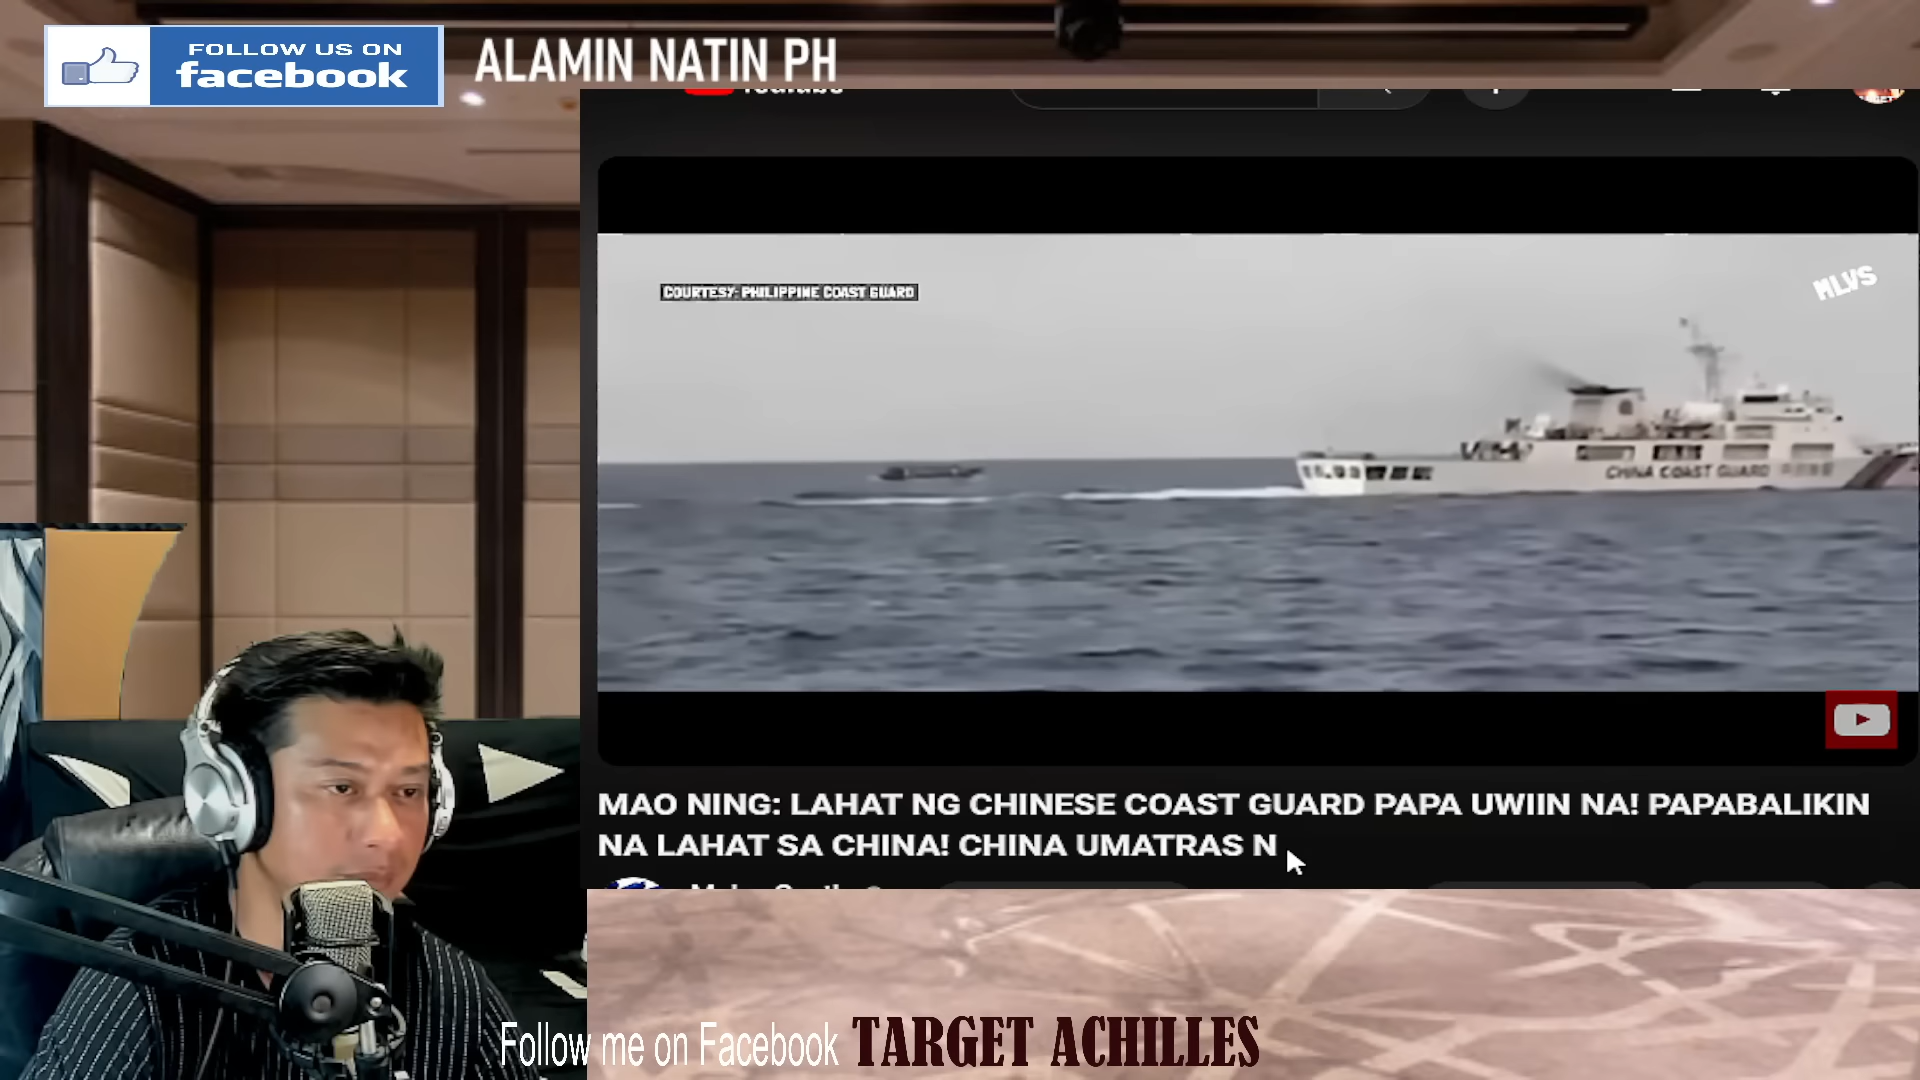 FOLLOW US ON
facebook
ALAMIN NATIN PH
COURTESY: PHILIPPINE COAST GUARD
MLVS
CHINA COAST GUARD
MAO NING: LAHAT NG CHINESE COAST GUARD PAPA UWIIN NA! PAPABALIKIN
NA LAHAT SA CHINA! CHINA UMATRAS N
Follow me on Facebook TARGET ACHILLES